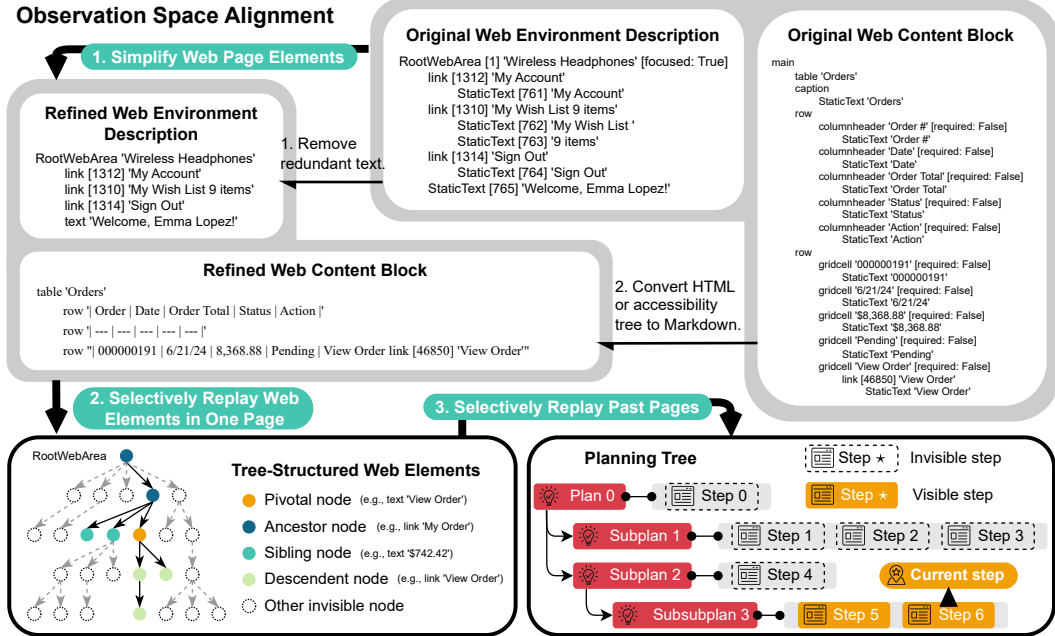 Observation Space Alignment
1. Simplify Web Page Elements
Original Web Environment Description
RootWebArea [1] 'Wireless Headphones' [focused: True]
link [1312] 'My Account'
StaticText [761] 'My Account'
link [1310] 'My Wish List 9 items'
StaticText [762] 'My Wish List '
StaticText [763] '9 items'
link [1314] 'Sign Out'
StaticText [764] 'Sign Out'
StaticText [765] 'Welcome, Emma Lopez!'
Original Web Content Block
main
table 'Orders'
caption
StaticText 'Orders'
row
columnheader 'Order #' [required: False]
StaticText 'Order #'
columnheader 'Date' [required: False]
StaticText 'Date'
columnheader 'Order Total' [required: False]
StaticText 'Order Total'
columnheader 'Status' [required: False]
StaticText 'Status'
columnheader 'Action' [required: False]
StaticText 'Action'
row
gridcell '000000191' [required: False]
StaticText '000000191'
gridcell '6/21/24' [required: False]
StaticText '6/21/24'
gridcell '$8,368.88' [required: False]
StaticText '$8,368.88'
gridcell 'Pending' [required: False]
StaticText 'Pending'
gridcell 'View Order' [required: False]
link [46850] 'View Order'
StaticText 'View Order'
Refined Web Environment
Description
RootWebArea 'Wireless Headphones'
link [1312] 'My Account'
link [1310] 'My Wish List 9 items'
link [1314] 'Sign Out'
text 'Welcome, Emma Lopez!'
1. Remove
redundant text.
Refined Web Content Block
table 'Orders'
row '| Order | Date | Order Total | Status | Action |'
row '| --- | --- | --- | --- | --- |'
row "| 000000191 | 6/21/24 | 8,368.88 | Pending | View Order link [46850] 'View Order'"
2. Convert HTML
or accessibility
tree to Markdown.
2. Selectively Replay Web
Elements in One Page
3. Selectively Replay Past Pages
RootWebArea
Tree-Structured Web Elements
Pivotal node (e.g., text 'View Order')
Ancestor node (e.g., link 'My Order')
Sibling node (e.g., text '$742.42')
Descendent node (e.g., link 'View Order')
Other invisible node
Planning Tree
Step ⋆ Invisible step
Step ⋆ Visible step
Plan 0 Step 0
Subplan 1 Step 1 Step 2 Step 3
Subplan 2 Step 4 Current step
Subsubplan 3 Step 5 Step 6